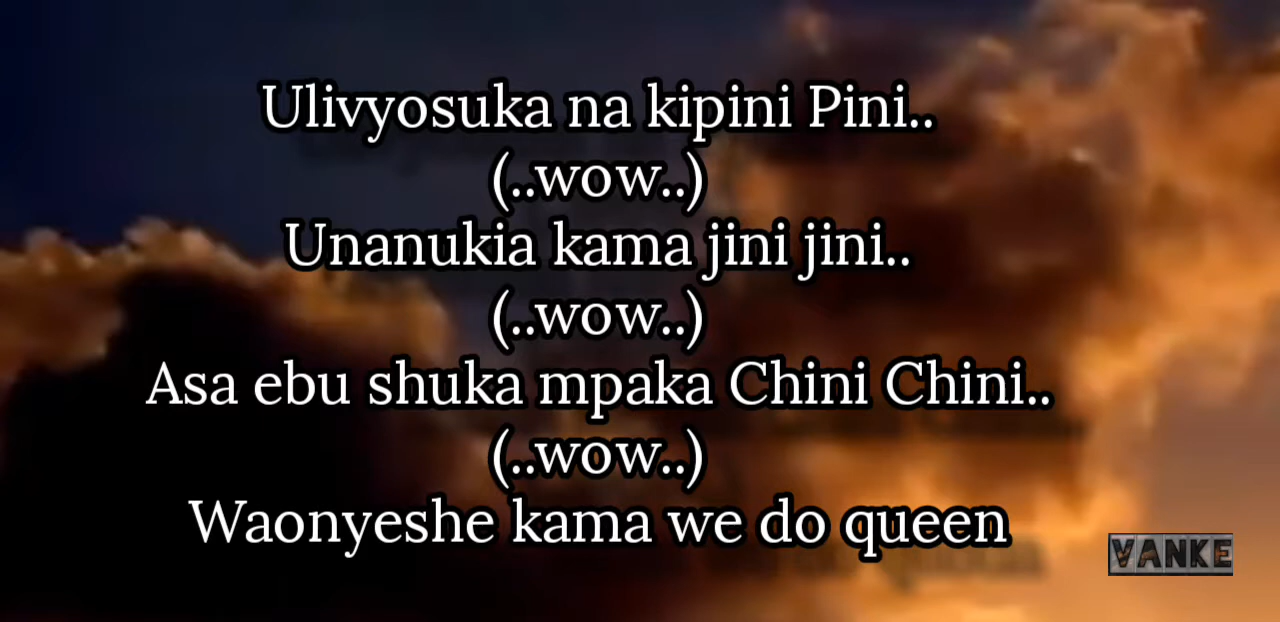 Ulivyosuka na kipini Pini..
(..wow..)
Unanukia kama jini jini..
(..wow..)
Asa ebu shuka mpaka Chini Chini..
(..wow..)
Waonyeshe kama we do queen
VANKE